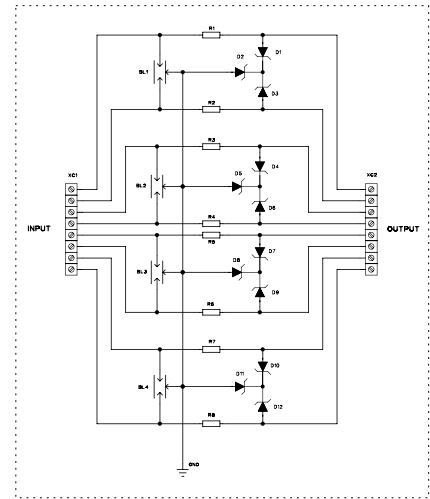 R1
D2
D1
BL1
D3
R2
R3
XC1
D4
XC2
D5
BL2
D6
R4
INPUT
OUTPUT
R5
D7
D8
BL3
D9
R6
R7
D10
D11
BL4
D12
R8
GND